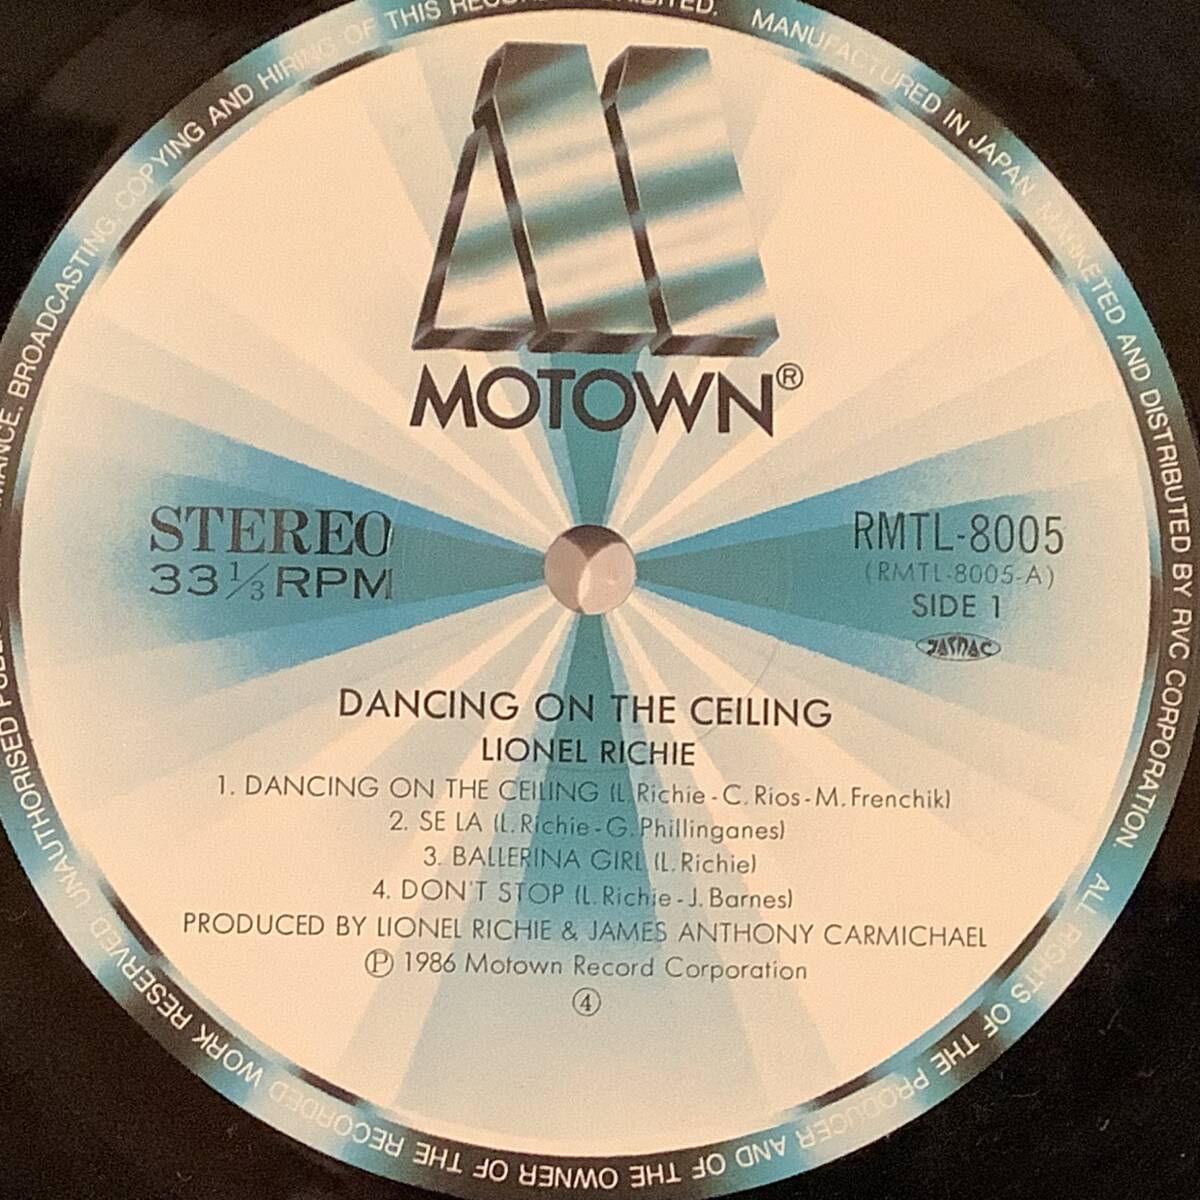 MOTOWN®
STEREO
33 1/3 RPM
RMTL-8005
(RMTL-8005-A)
SIDE 1
JASRAC
DANCING ON THE CEILING
LIONEL RICHIE
1. DANCING ON THE CEILING (L.Richie-C.Rios-M.Frenchik)
2. SE LA (L.Richie-G.Phillinganes)
3. BALLERINA GIRL (L.Richie)
4. DON'T STOP (L.Richie-J.Barnes)
PRODUCED BY LIONEL RICHIE & JAMES ANTHONY CARMICHAEL
Ⓟ 1986 Motown Record Corporation
④
MANUFACTURED IN JAPAN. MARKETED AND DISTRIBUTED BY RVC CORPORATION.
ALL RIGHTS OF THE PRODUCER AND OF THE OWNER OF THE RECORDED WORK RESERVED UNAUTHORISED BROADCASTING, COPYING AND HIRING OF THIS